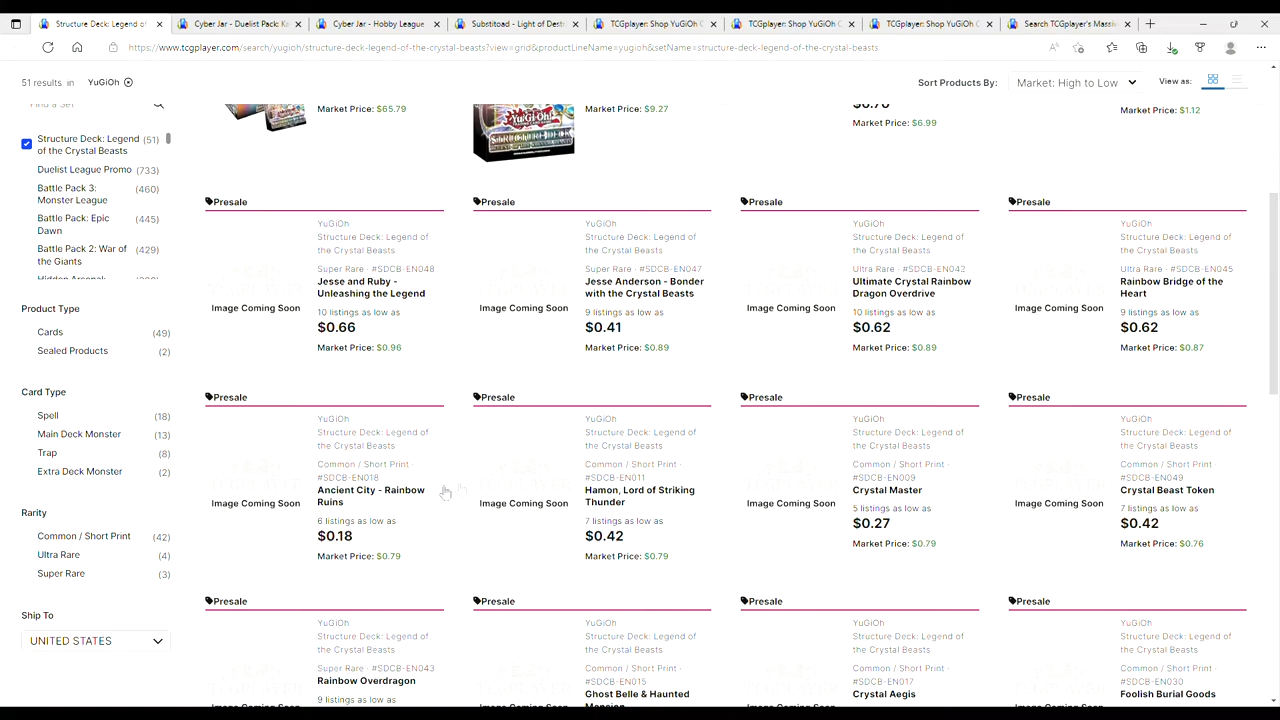 Structure Deck: Legend of t
Cyber Jar - Duelist Pack: Ka
Cyber Jar - Hobby League
Substitoad - Light of Destr
TCGplayer: Shop YuGiOh C
TCGplayer: Shop YuGiOh C
TCGplayer: Shop YuGiOh C
Search TCGplayer's Massiv
https://www.tcgplayer.com/search/yugioh/structure-deck-legend-of-the-crystal-beasts?view=grid&productLineName=yugioh&setName=structure-deck-legend-of-the-crystal-beasts
51 results in YuGiOh
Sort Products By: Market: High to Low
View as:
Find a Set
Structure Deck: Legend of the Crystal Beasts (51)
Duelist League Promo (733)
Battle Pack 3: Monster League (460)
Battle Pack: Epic Dawn (445)
Battle Pack 2: War of the Giants (429)
Product Type
Cards (49)
Sealed Products (2)
Card Type
Spell (18)
Main Deck Monster (13)
Trap (8)
Extra Deck Monster (2)
Rarity
Common / Short Print (42)
Ultra Rare (4)
Super Rare (3)
Ship To
UNITED STATES
Market Price: $65.79
Yu-Gi-Oh!
STRUCTURE DECK
Market Price: $9.27
Market Price: $6.99
Market Price: $1.12
Presale
YuGiOh
Structure Deck: Legend of
the Crystal Beasts
Super Rare · #SDCB-EN048
Jesse and Ruby -
Unleashing the Legend
Image Coming Soon
10 listings as low as
$0.66
Market Price: $0.96
Presale
YuGiOh
Structure Deck: Legend of
the Crystal Beasts
Super Rare · #SDCB-EN047
Jesse Anderson - Bonder
with the Crystal Beasts
Image Coming Soon
9 listings as low as
$0.41
Market Price: $0.89
Presale
YuGiOh
Structure Deck: Legend of
the Crystal Beasts
Ultra Rare · #SDCB-EN042
Ultimate Crystal Rainbow
Dragon Overdrive
Image Coming Soon
10 listings as low as
$0.62
Market Price: $0.89
Presale
YuGiOh
Structure Deck: Legend of
the Crystal Beasts
Ultra Rare · #SDCB-EN045
Rainbow Bridge of the
Heart
Image Coming Soon
9 listings as low as
$0.62
Market Price: $0.87
Presale
YuGiOh
Structure Deck: Legend of
the Crystal Beasts
Common / Short Print ·
#SDCB-EN018
Ancient City - Rainbow
Ruins
Image Coming Soon
6 listings as low as
$0.18
Market Price: $0.79
Presale
YuGiOh
Structure Deck: Legend of
the Crystal Beasts
Common / Short Print ·
#SDCB-EN011
Hamon, Lord of Striking
Thunder
Image Coming Soon
7 listings as low as
$0.42
Market Price: $0.79
Presale
YuGiOh
Structure Deck: Legend of
the Crystal Beasts
Common / Short Print ·
#SDCB-EN009
Crystal Master
Image Coming Soon
5 listings as low as
$0.27
Market Price: $0.79
Presale
YuGiOh
Structure Deck: Legend of
the Crystal Beasts
Common / Short Print ·
#SDCB-EN049
Crystal Beast Token
Image Coming Soon
7 listings as low as
$0.42
Market Price: $0.76
Presale
YuGiOh
Structure Deck: Legend of
the Crystal Beasts
Super Rare · #SDCB-EN043
Rainbow Overdragon
9 listings as low as
Presale
YuGiOh
Structure Deck: Legend of
the Crystal Beasts
Common / Short Print ·
#SDCB-EN015
Ghost Belle & Haunted
Presale
YuGiOh
Structure Deck: Legend of
the Crystal Beasts
Common / Short Print ·
#SDCB-EN017
Crystal Aegis
Presale
YuGiOh
Structure Deck: Legend of
the Crystal Beasts
Common / Short Print ·
#SDCB-EN030
Foolish Burial Goods